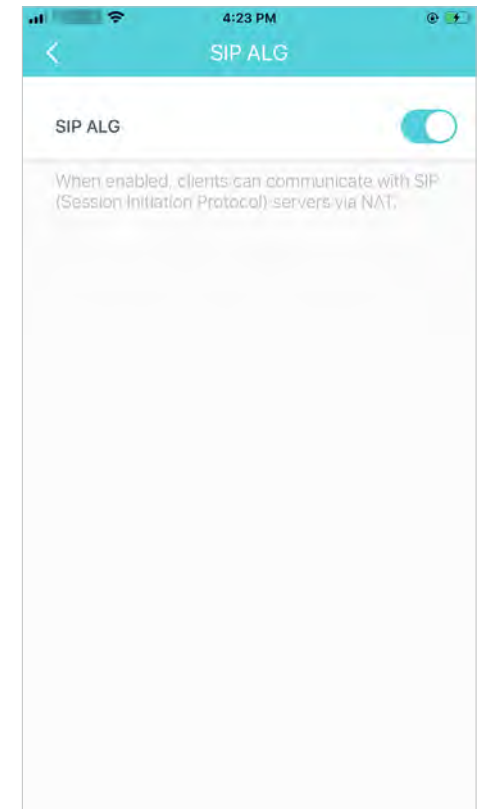 4:23 PM
SIP ALG
SIP ALG
When enabled, clients can communicate with SIP
(Session Initiation Protocol) servers via NAT.